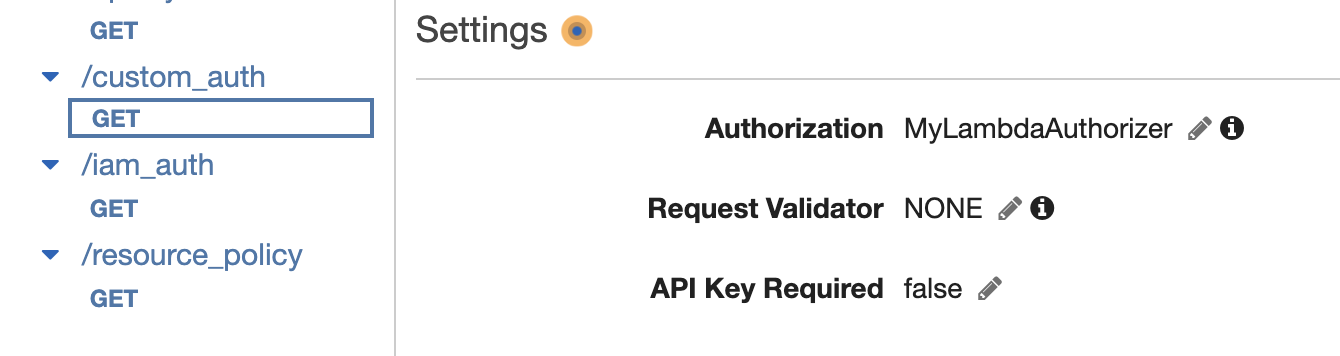 GET
/custom_auth
GET
/iam_auth
GET
/resource_policy
GET
Settings
Authorization MyLambdaAuthorizer
Request Validator NONE
API Key Required false